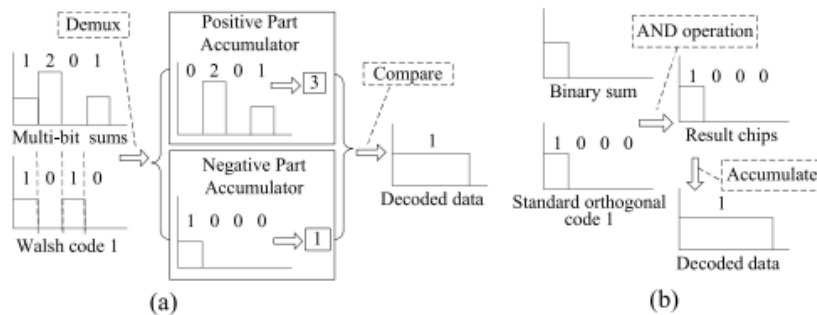 Demux
1 2 0 1
Multi-bit sums
1 0 1 0
Walsh code 1
Positive Part
Accumulator
0 2 0 1
3
Negative Part
Accumulator
1 0 0 0
1
Compare
1
Decoded data
(a)
AND operation
Binary sum
1 0 0 0
Standard orthogonal
code 1
1 0 0 0
Result chips
Accumulate
1
Decoded data
(b)